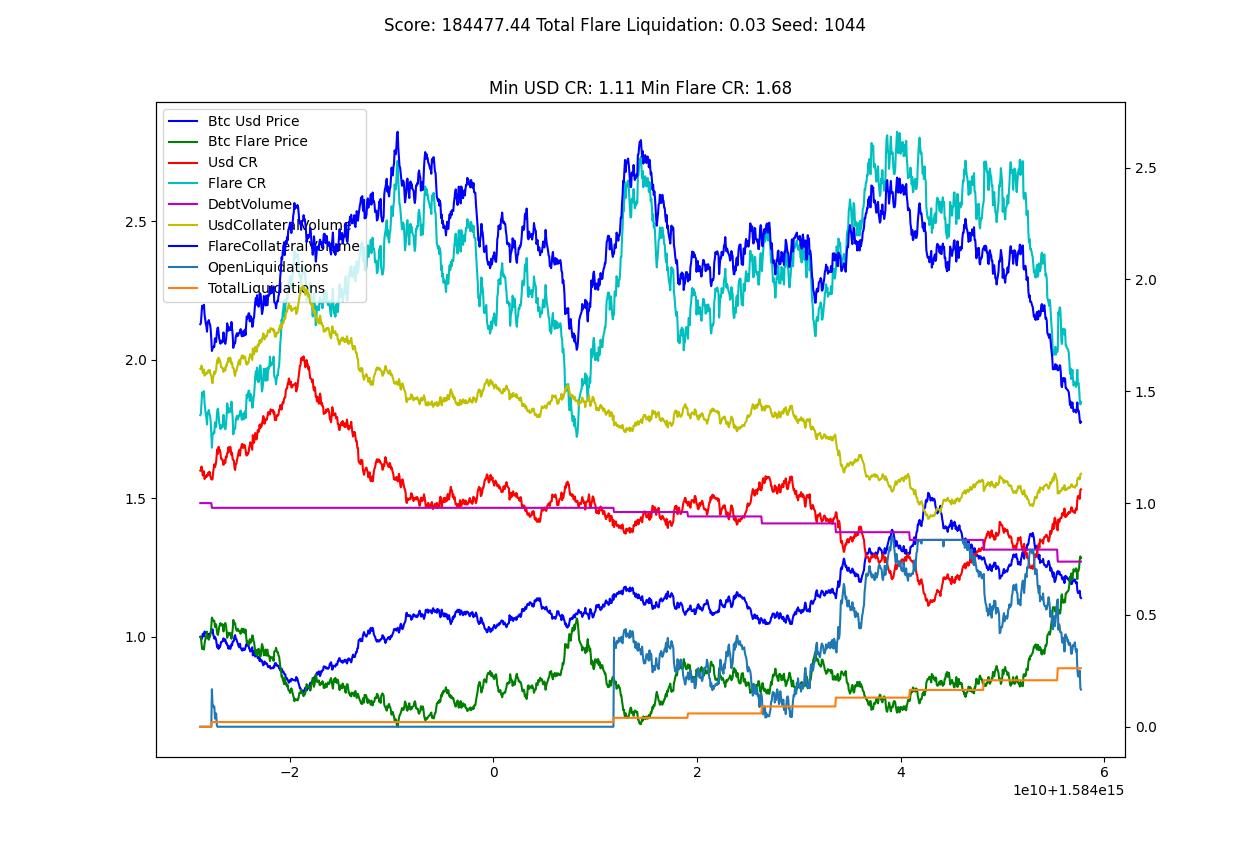 Score: 184477.44 Total Flare Liquidation: 0.03 Seed: 1044
Min USD CR: 1.11 Min Flare CR: 1.68
Btc Usd Price
Btc Flare Price
Usd CR
Flare CR
DebtVolume
UsdCollateralVolume
FlareCollateralVolume
OpenLiquidations
TotalLiquidations
2.5
2.0
1.5
1.0
2.5
2.0
1.5
1.0
0.5
0.0
−2
0
2
4
6
1e10+1.584e15